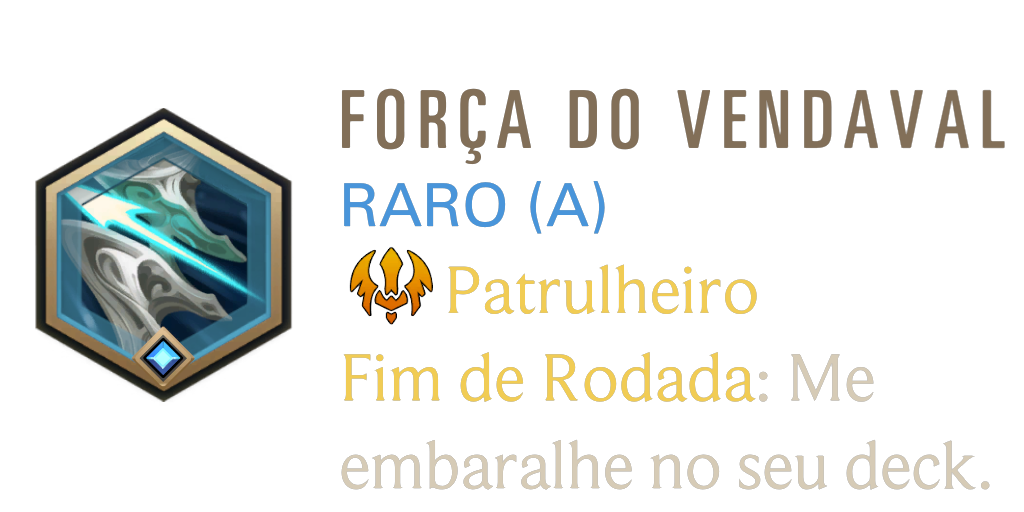 FORÇA DO VENDAVAL
RARO (A)
Patrulheiro
Fim de Rodada: Me
embaralhe no seu deck.